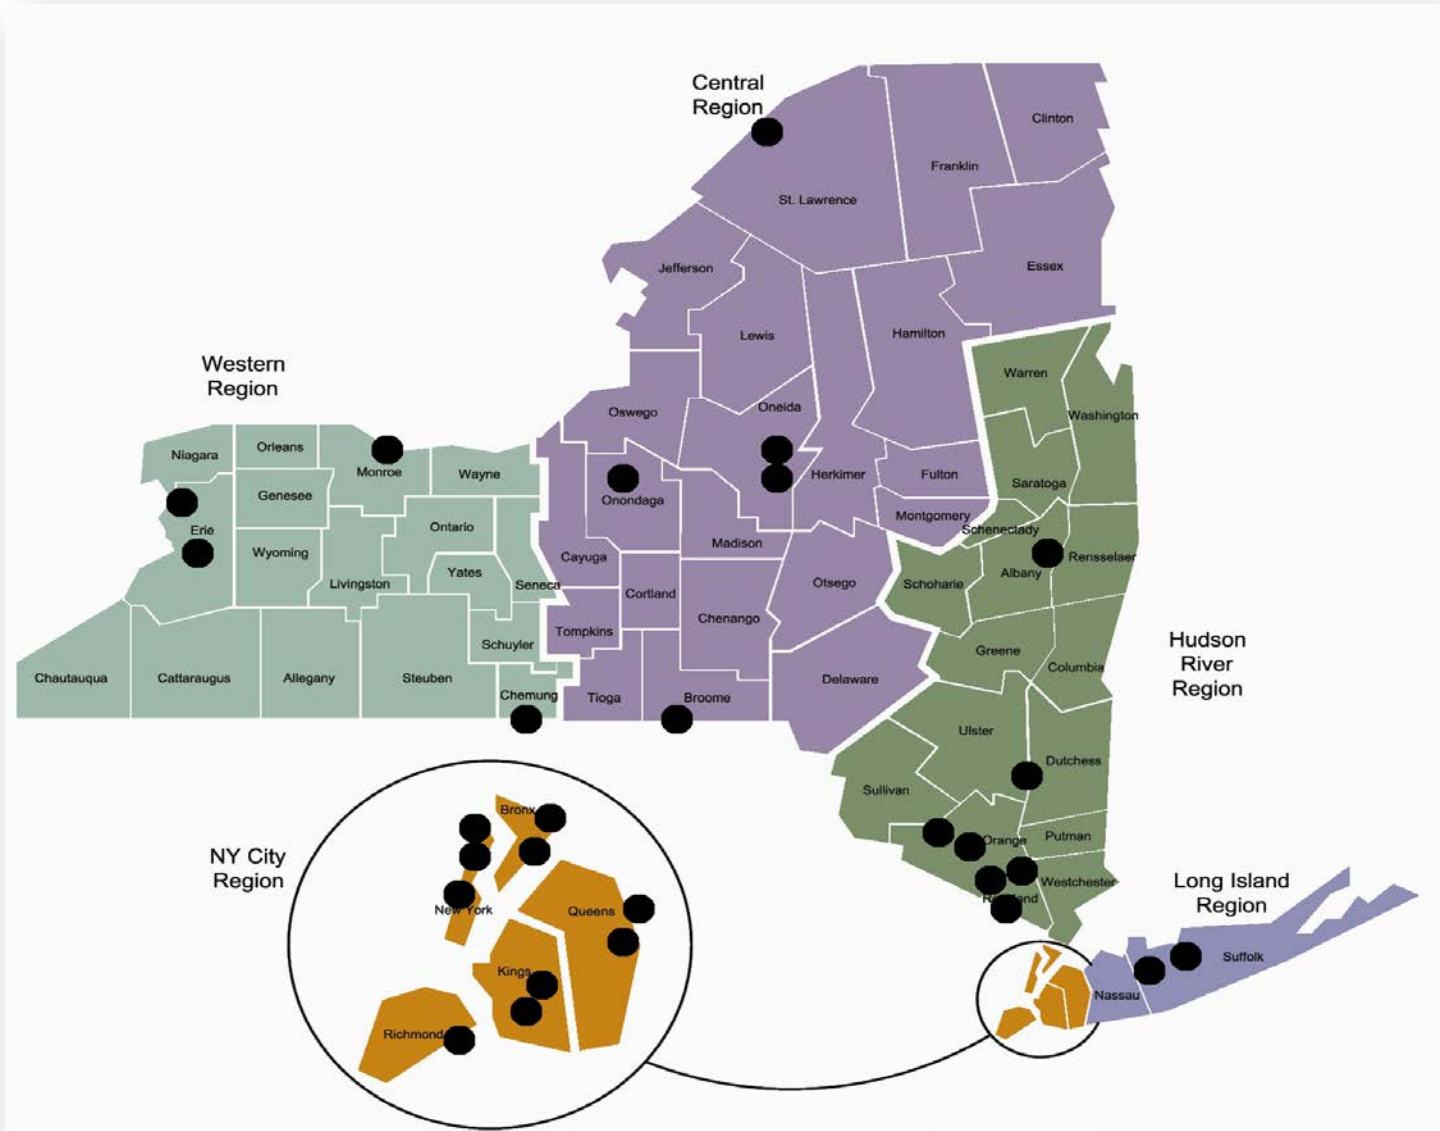 Central
Region
Clinton
Franklin
St. Lawrence
Jefferson
Essex
Lewis
Hamilton
Western
Region
Warren
Oswego
Oneida
Washington
Niagara
Orleans
Monroe
Wayne
Genesee
Onondaga
Herkimer
Fulton
Saratoga
Montgomery
Schenectady
Erie
Ontario
Wyoming
Madison
Cayuga
Rensselaer
Yates
Livingston
Seneca
Cortland
Otsego
Schoharie
Albany
Chenango
Tompkins
Schuyler
Greene
Columbia
Hudson
River
Region
Chautauqua
Cattaraugus
Allegany
Steuben
Chemung
Tioga
Broome
Delaware
Ulster
Dutchess
Sullivan
Orange
Putman
Westchester
NY City
Region
Bronx
New York
Queens
Kings
Richmond
Long Island
Region
Suffolk
Nassau